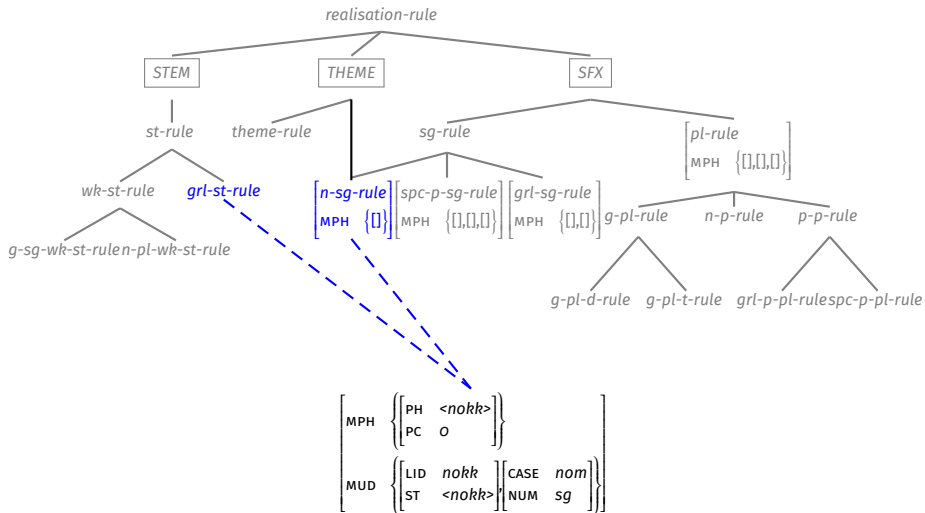 realisation-rule
STEM THEME SFX
st-rule theme-rule sg-rule pl-rule
MPH {[],[],[]}
wk-st-rule grl-st-rule n-sg-rule spc-p-sg-rule grl-sg-rule g-pl-rule n-p-rule p-p-rule
MPH {[]} MPH {[],[],[]} MPH {[],[]}
g-sg-wk-st-rule n-pl-wk-st-rule
g-pl-d-rule g-pl-t-rule grl-p-pl-rule spc-p-pl-rule
MPH {[PH <nokk>
PC 0]}
MUD {[LID nokk
ST <nokk>],[CASE nom
NUM sg]}